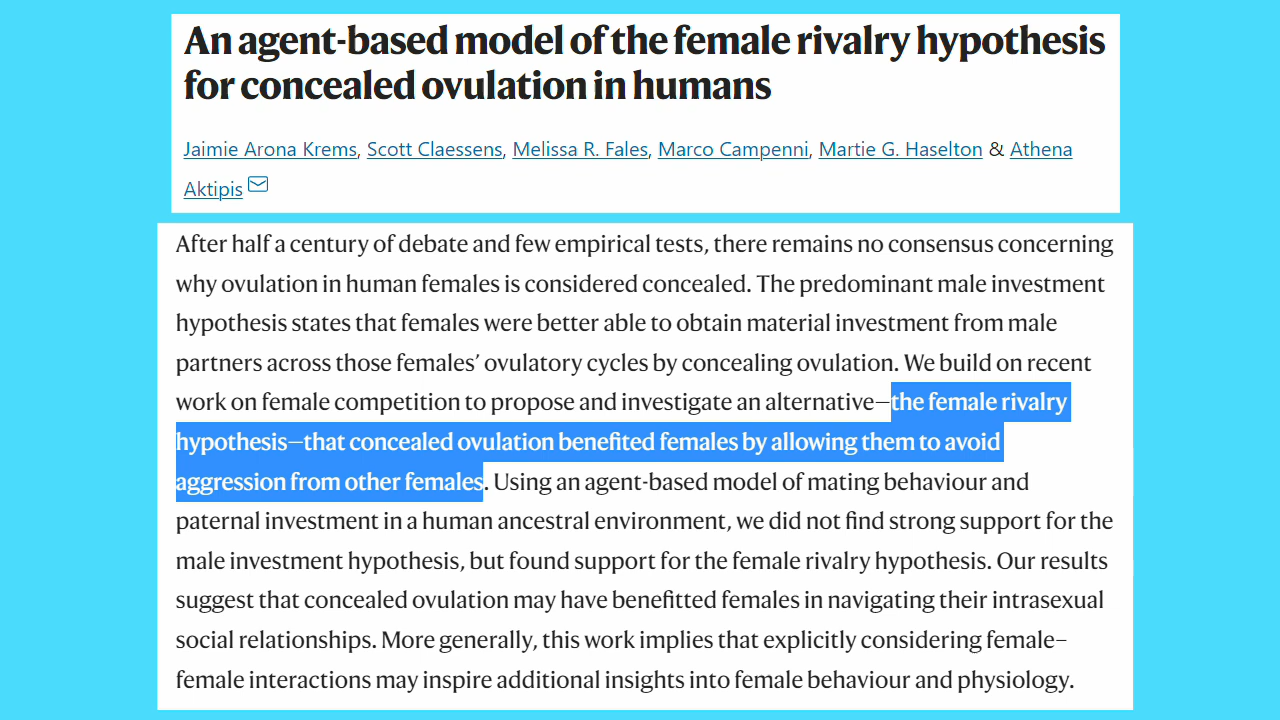 An agent-based model of the female rivalry hypothesis
for concealed ovulation in humans
Jaimie Arona Krems, Scott Claessens, Melissa R. Fales, Marco Campenni, Martie G. Haselton & Athena
Aktipis
After half a century of debate and few empirical tests, there remains no consensus concerning
why ovulation in human females is considered concealed. The predominant male investment
hypothesis states that females were better able to obtain material investment from male
partners across those females’ ovulatory cycles by concealing ovulation. We build on recent
work on female competition to propose and investigate an alternative—the female rivalry
hypothesis—that concealed ovulation benefited females by allowing them to avoid
aggression from other females. Using an agent-based model of mating behaviour and
paternal investment in a human ancestral environment, we did not find strong support for the
male investment hypothesis, but found support for the female rivalry hypothesis. Our results
suggest that concealed ovulation may have benefitted females in navigating their intrasexual
social relationships. More generally, this work implies that explicitly considering female–
female interactions may inspire additional insights into female behaviour and physiology.